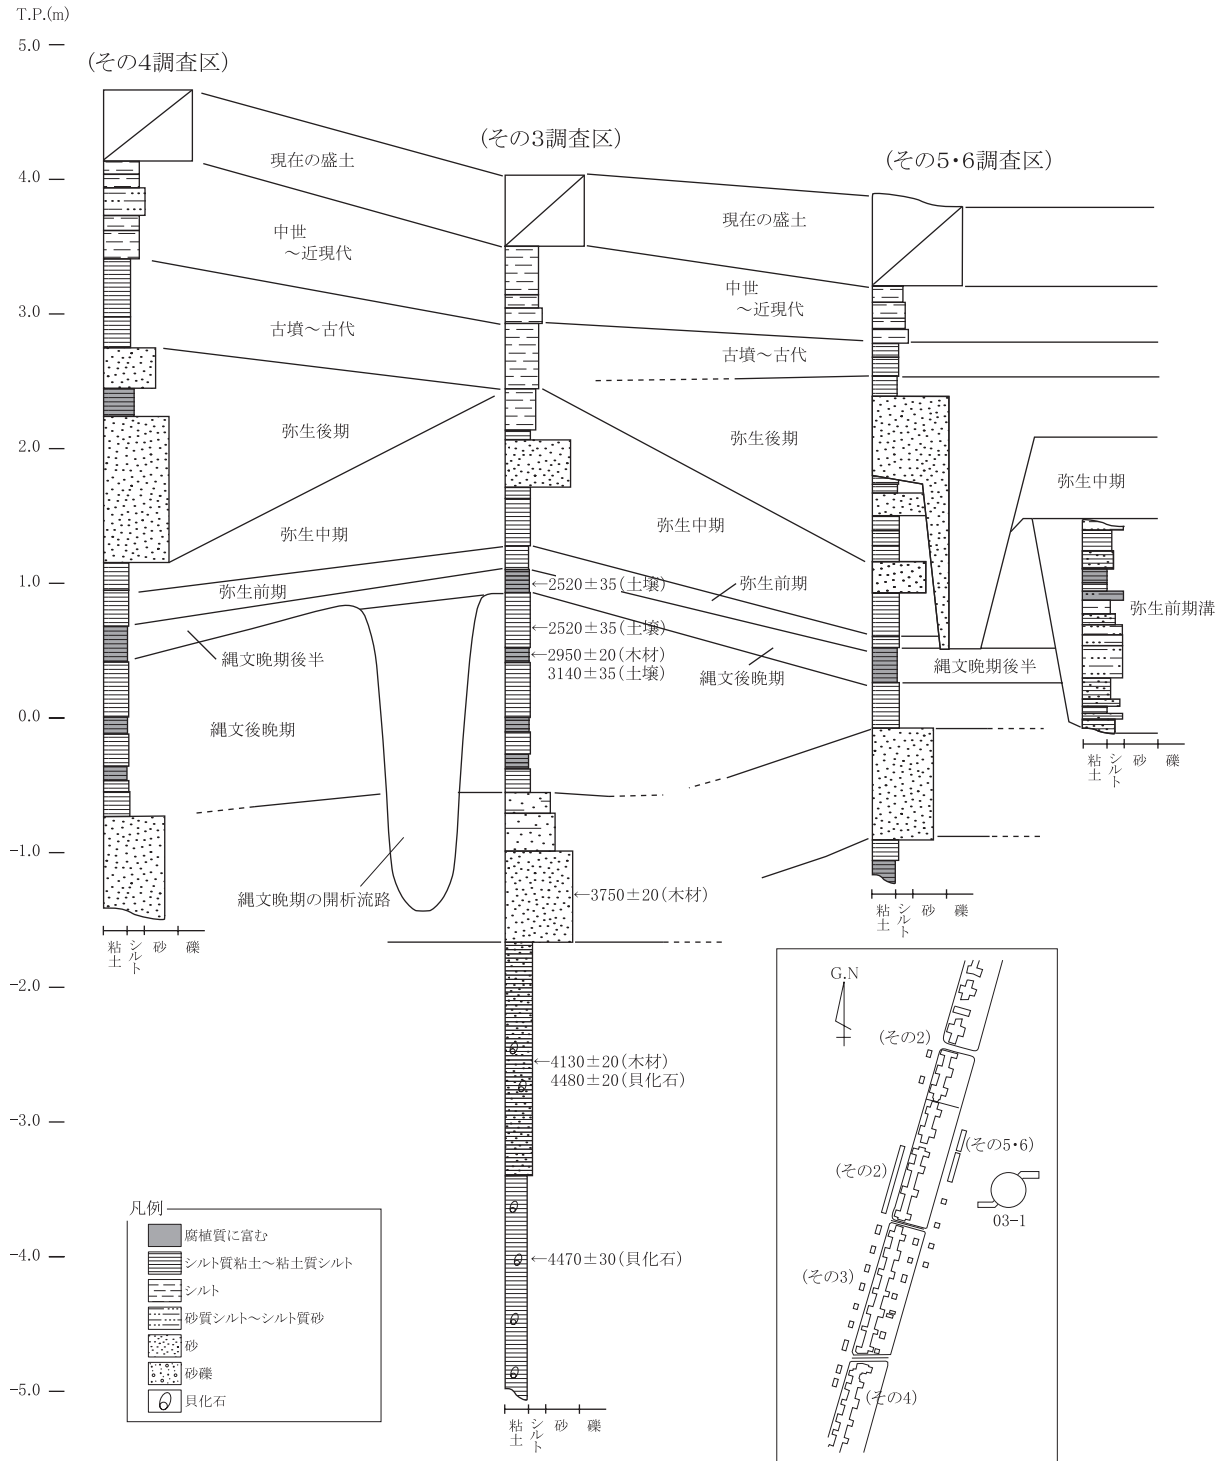 T.P.(m)
5.0
4.0
3.0
2.0
1.0
0.0
-1.0
-2.0
-3.0
-4.0
-5.0
(その4調査区)
(その3調査区)
(その5・6調査区)
現在の盛土
中世
～近現代
古墳～古代
弥生後期
弥生中期
弥生前期
縄文晩期後半
縄文後晩期
縄文晩期の開析流路
現在の盛土
中世
～近現代
古墳～古代
弥生後期
弥生中期
弥生前期
縄文後晩期
弥生中期
弥生前期溝
縄文晩期後半
←2520±35(土壌)
←2520±35(土壌)
←2950±20(木材)
3140±35(土壌)
←3750±20(木材)
←4130±20(木材)
4480±20(貝化石)
←4470±30(貝化石)
粘土 シルト 砂 礫
粘土 シルト 砂 礫
粘土 シルト 砂 礫
粘土 シルト 砂 礫
凡例
腐植質に富む
シルト質粘土～粘土質シルト
シルト
砂質シルト～シルト質砂
砂
砂礫
貝化石
G.N
(その2)
(その5・6)
(その2)
03-1
(その3)
(その4)